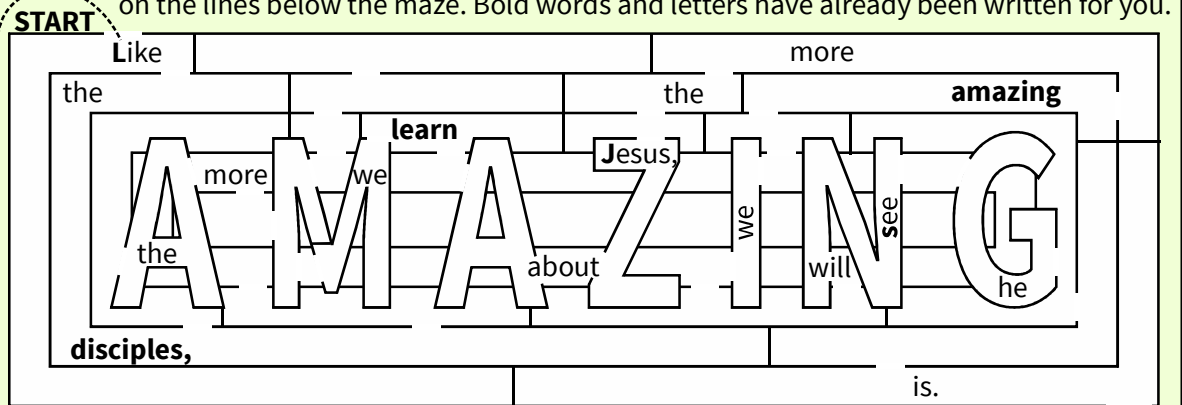 on the lines below the maze. Bold words and letters have already been written for you.
START
Like
more
the
the
amazing
learn
Jesus,
more
we
we
see
the
about
will
he
AMAZING
disciples,
is.